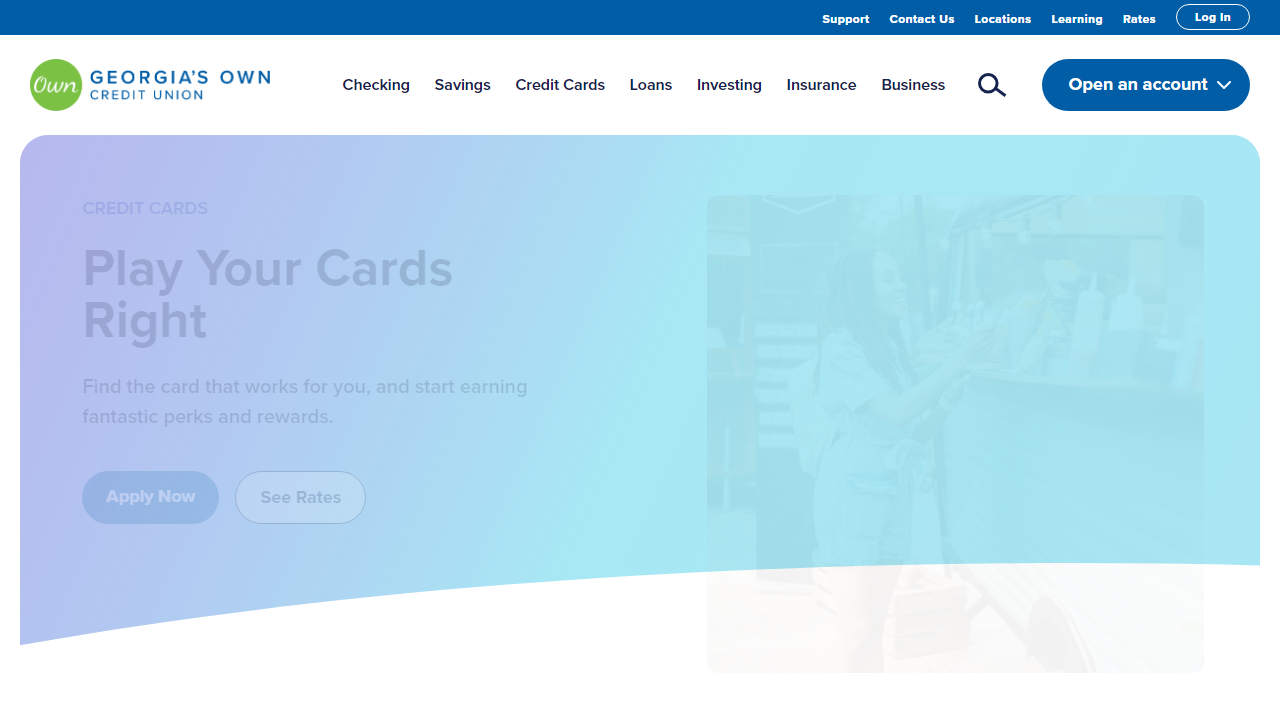 Support Contact Us Locations Learning Rates Log In
Own GEORGIA'S OWN
CREDIT UNION
Checking Savings Credit Cards Loans Investing Insurance Business Open an account
CREDIT CARDS
Play Your Cards
Right
Find the card that works for you, and start earning
fantastic perks and rewards.
Apply Now See Rates